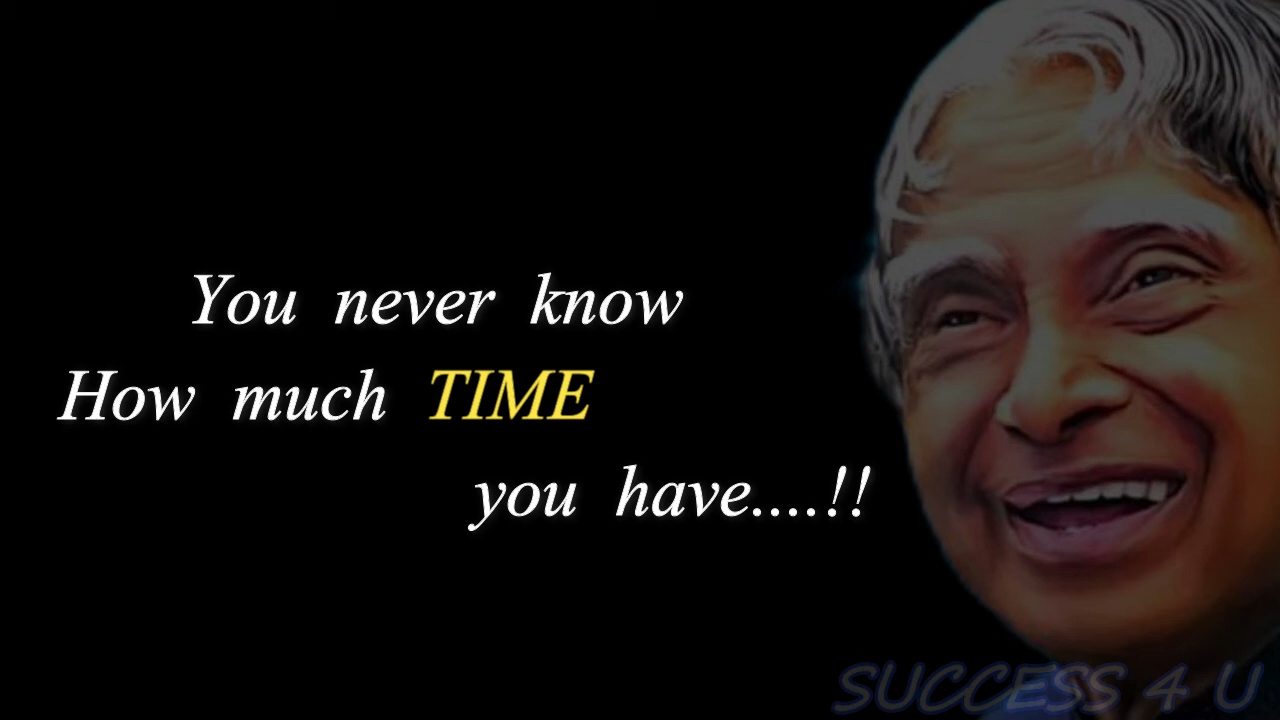 You never know
How much TIME
you have....!!
SUCCESS 4 U